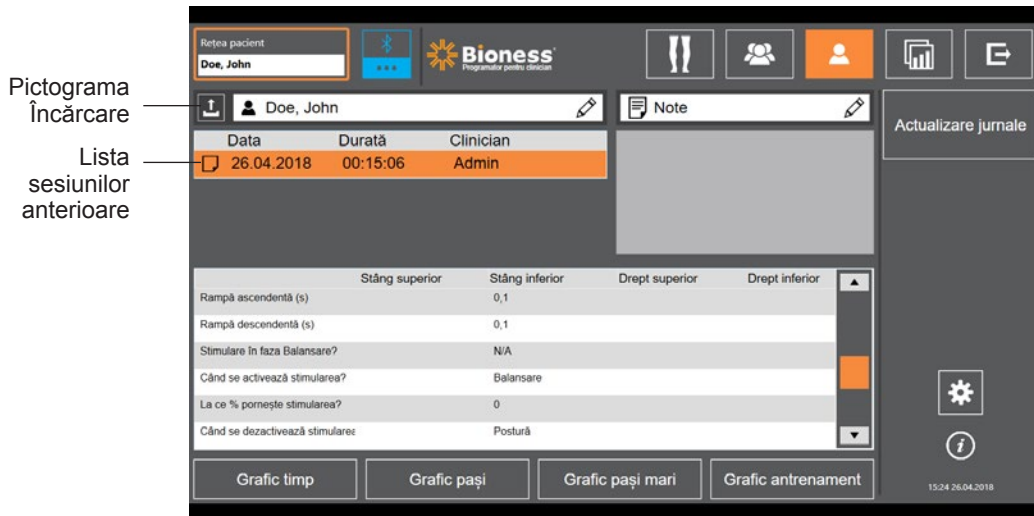 Pictograma
Încărcare
Lista
sesiunilor
anterioare
Rețea pacient
Doe, John
Bioness
Programator pentru clinician
Doe, John
Note
Actualizare jurnale
Data Durată Clinician
26.04.2018 00:15:06 Admin
Stâng superior Stâng inferior Drept superior Drept inferior
Rampă ascendentă (s) 0,1
Rampă descendentă (s) 0,1
Stimulare în faza Balansare? N/A
Când se activează stimularea? Balansare
La ce % pornește stimularea? 0
Când se dezactivează stimularea Postură
Grafic timp Grafic pași Grafic pași mari Grafic antrenament
15:24 26.04.2018